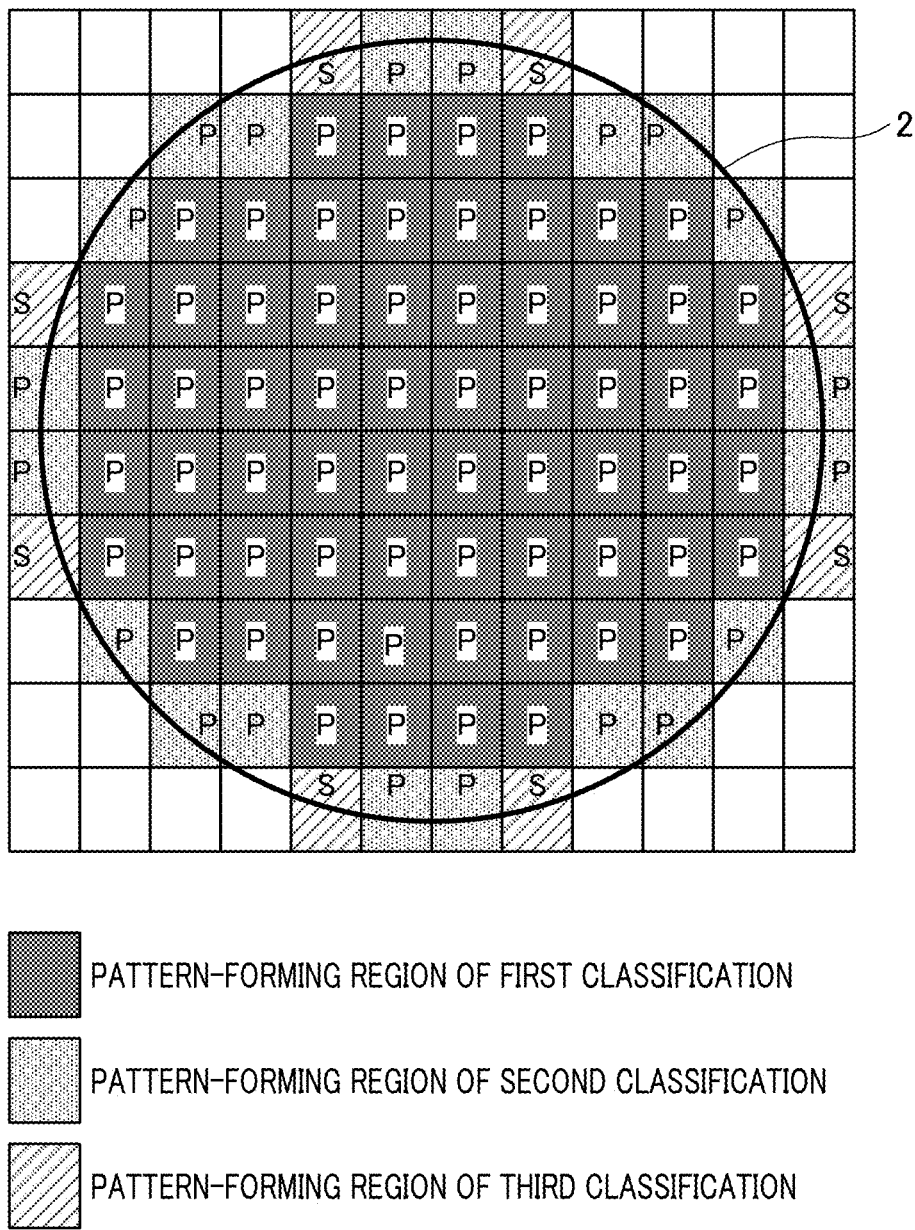 S P P S
P P P P P P P P
2
P P P P P P P P P P
S P P P P P P P P P P S
P P P P P P P P P P P P
P P P P P P P P P P P P
S P P P P P P P P P P S
P P P P P P P P P P
P P P P P P P P
S P P S
PATTERN-FORMING REGION OF FIRST CLASSIFICATION
PATTERN-FORMING REGION OF SECOND CLASSIFICATION
PATTERN-FORMING REGION OF THIRD CLASSIFICATION